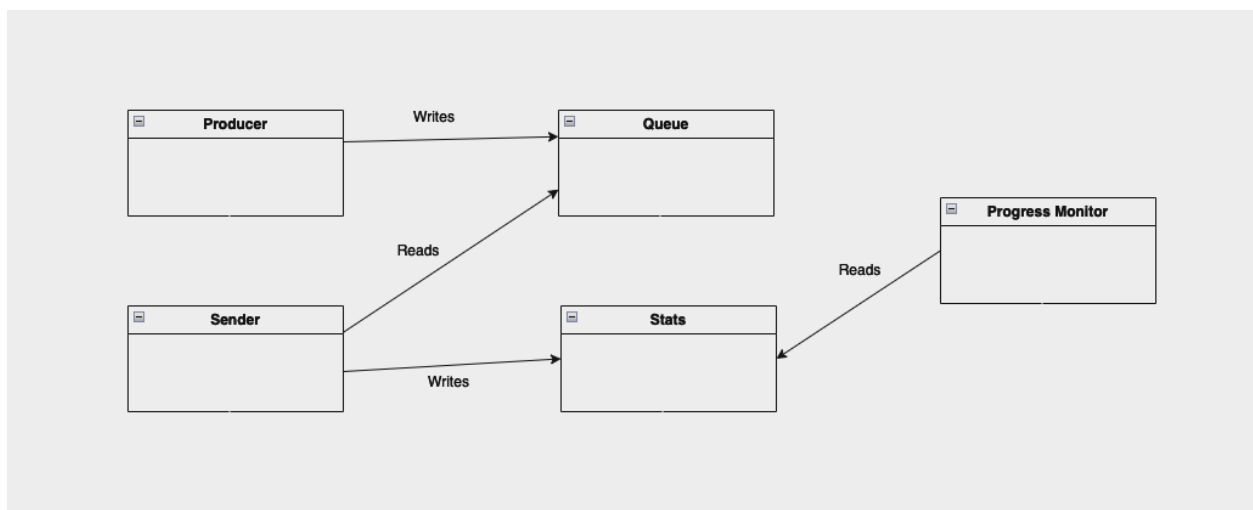 Writes
Producer
Queue
Progress Monitor
Reads
Reads
Sender
Stats
Writes